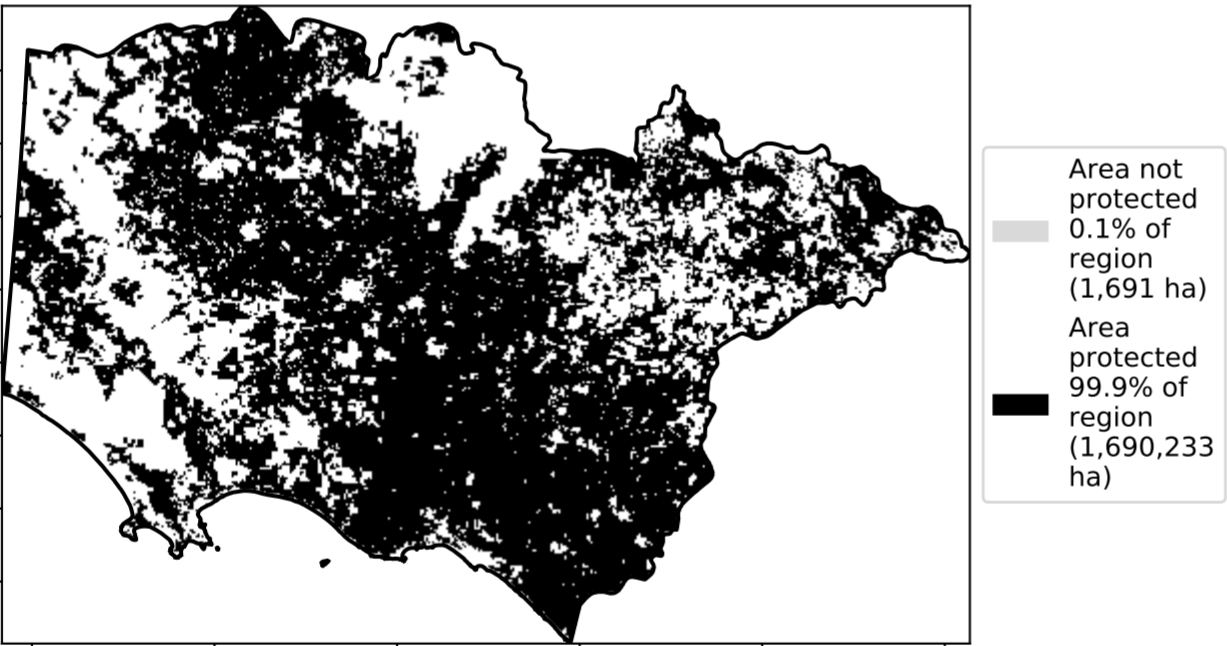 Area not
protected
0.1% of
region
(1,691 ha)
Area
protected
99.9% of
region
(1,690,233
ha)